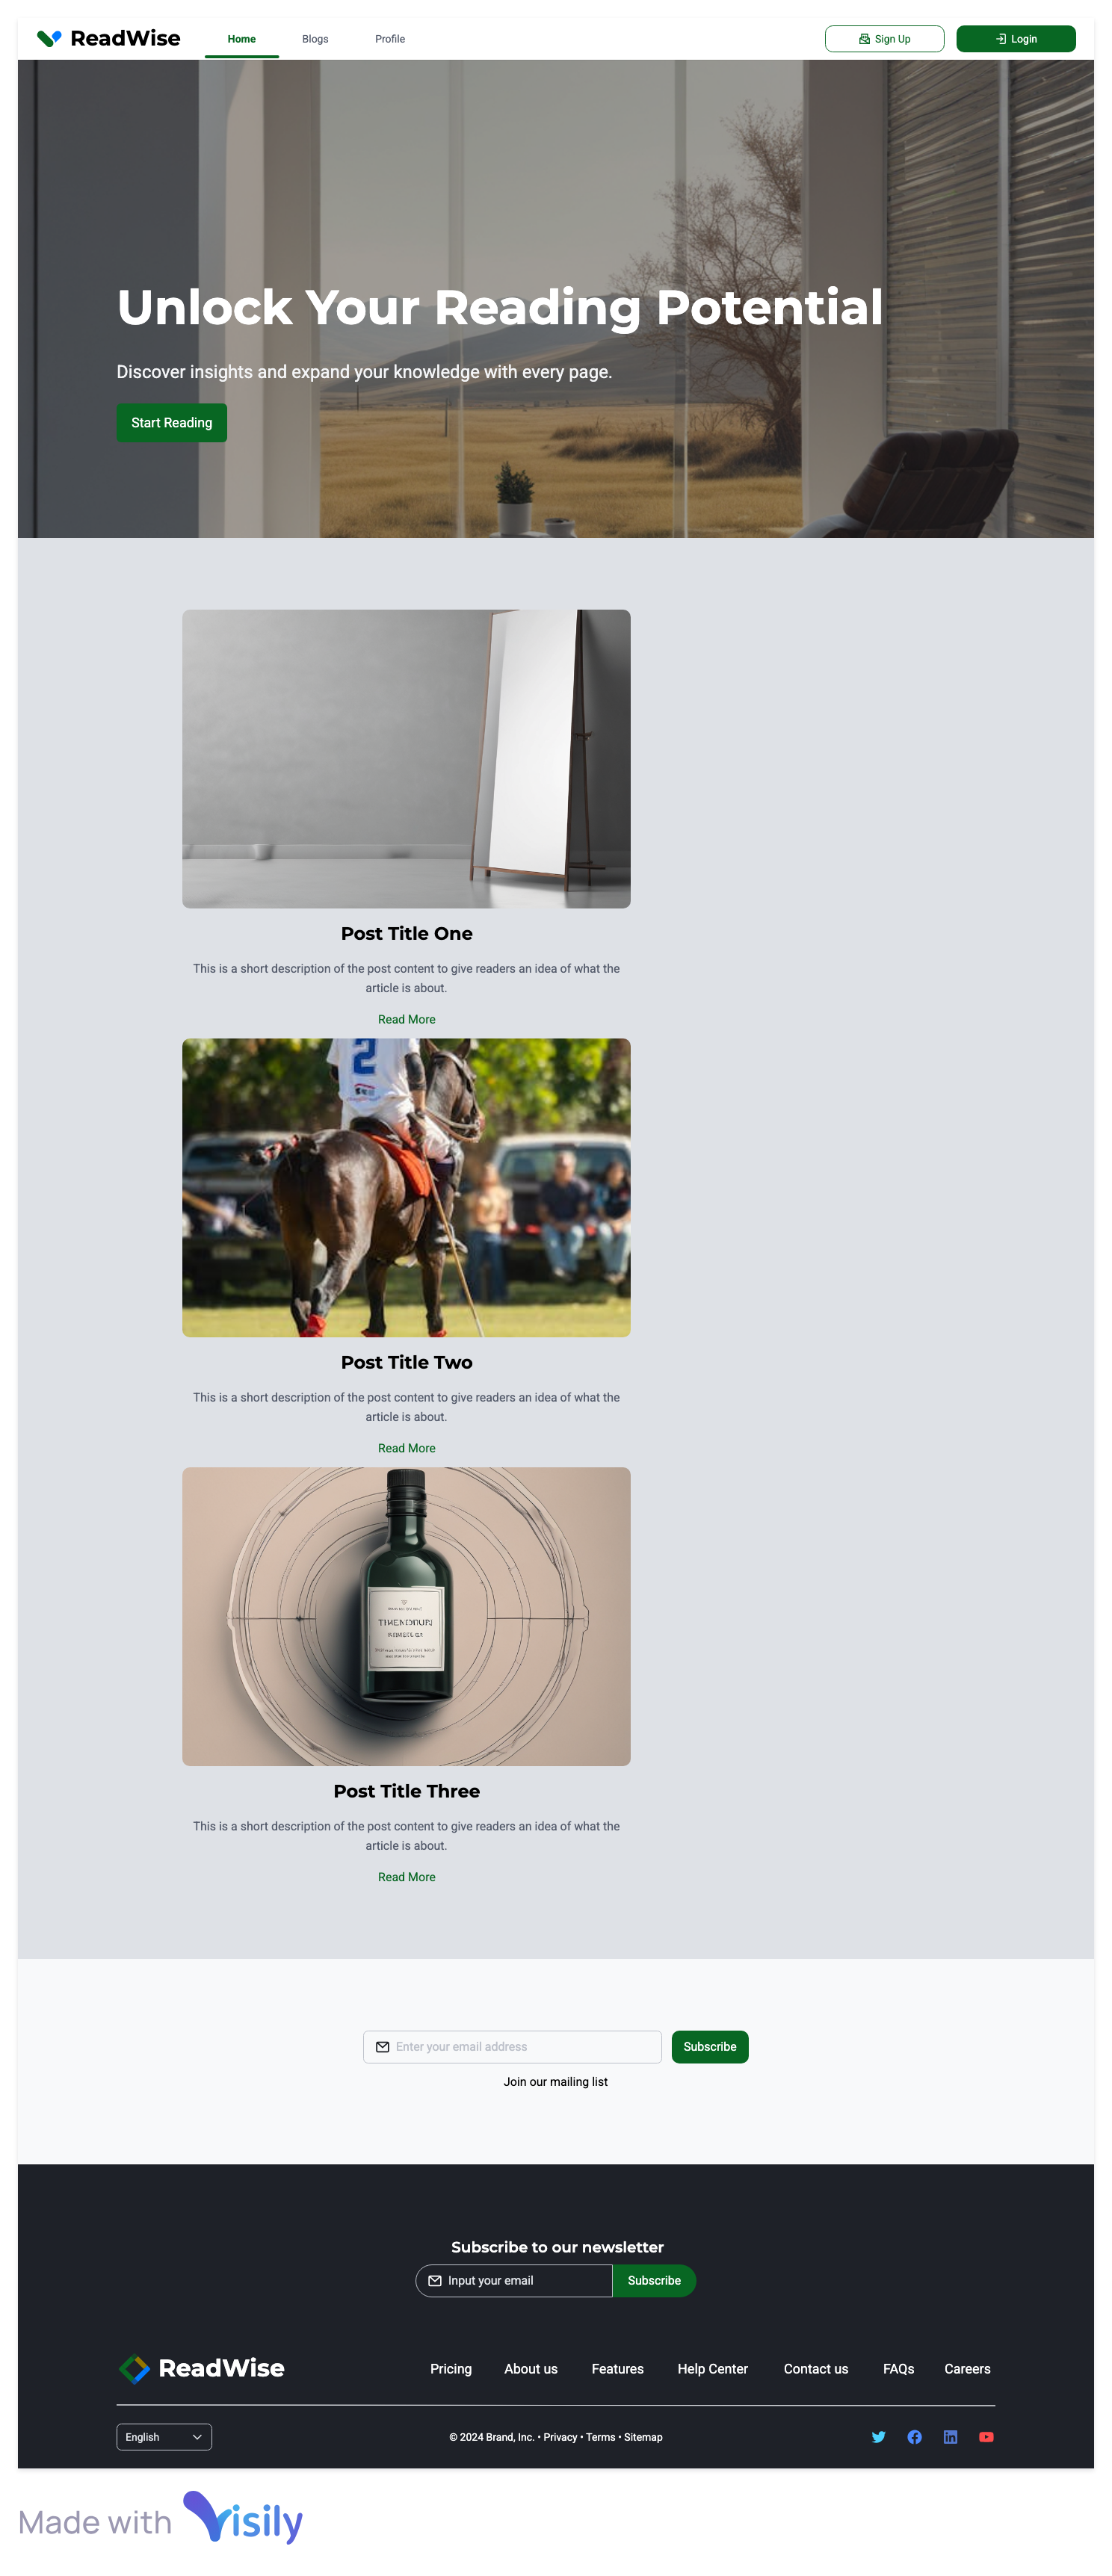 ReadWise
Home
Blogs
Profile
Sign Up
Login
Unlock Your Reading Potential
Discover insights and expand your knowledge with every page.
Start Reading
Post Title One
This is a short description of the post content to give readers an idea of what the
article is about.
Read More
2
Post Title Two
This is a short description of the post content to give readers an idea of what the
article is about.
Read More
Post Title Three
This is a short description of the post content to give readers an idea of what the
article is about.
Read More
Enter your email address
Subscribe
Join our mailing list
Subscribe to our newsletter
Input your email
Subscribe
ReadWise
Pricing
About us
Features
Help Center
Contact us
FAQs
Careers
English
© 2024 Brand, Inc. • Privacy • Terms • Sitemap
Made with Visily